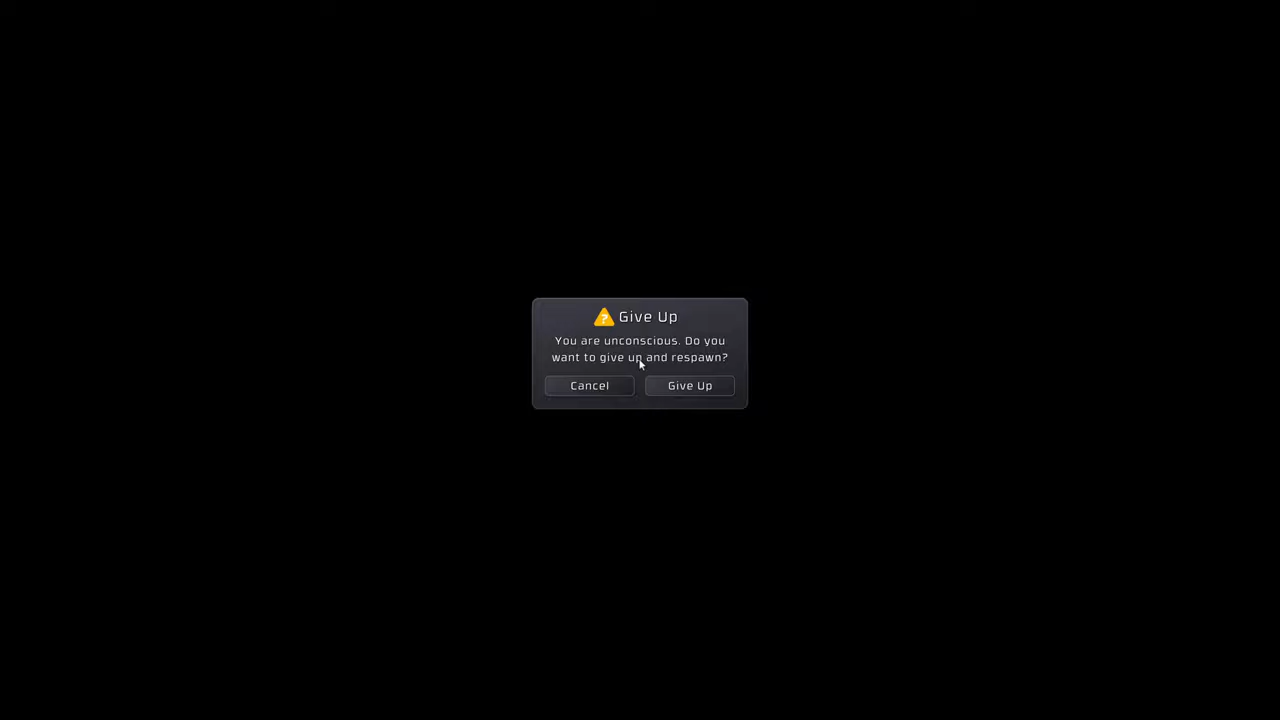 Give Up
You are unconscious. Do you
want to give up and respawn?
Cancel
Give Up